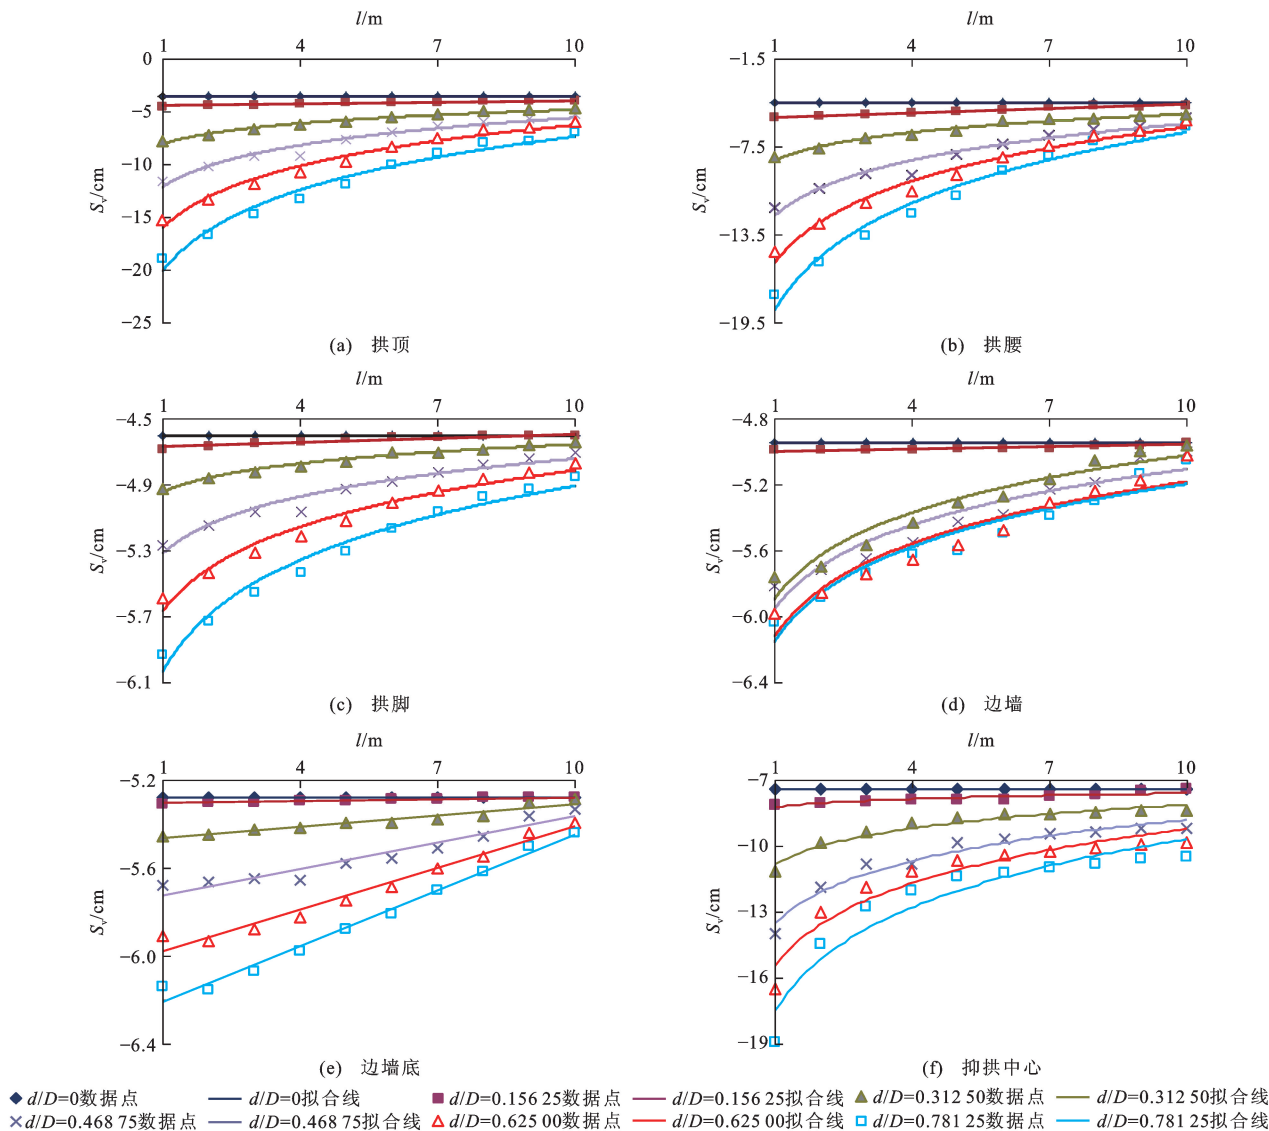 l/m
1 4 7 10
0
−5
−10
−15
−20
−25
Sv/cm
(a) 拱顶
l/m
1 4 7 10
−1.5
−7.5
−13.5
−19.5
Sv/cm
(b) 拱腰
l/m
1 4 7 10
−4.5
−4.9
−5.3
−5.7
−6.1
Sv/cm
(c) 拱脚
l/m
1 4 7 10
−4.8
−5.2
−5.6
−6.0
−6.4
Sv/cm
(d) 边墙
l/m
1 4 7 10
−5.2
−5.6
−6.0
−6.4
Sv/cm
(e) 边墙底
l/m
1 4 7 10
−7
−10
−13
−16
−19
Sv/cm
(f) 抑拱中心
d/D=0数据点 d/D=0拟合线 d/D=0.156 25数据点 d/D=0.156 25拟合线 d/D=0.312 50数据点 d/D=0.312 50拟合线
d/D=0.468 75数据点 d/D=0.468 75拟合线 d/D=0.625 00数据点 d/D=0.625 00拟合线 d/D=0.781 25数据点 d/D=0.781 25拟合线